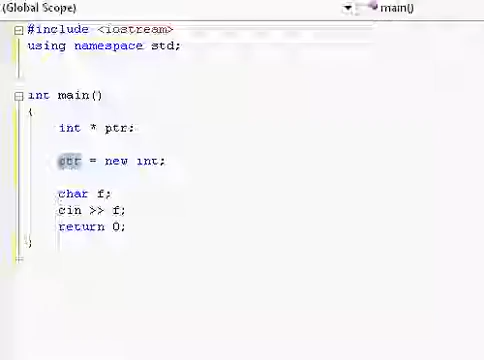 (Global Scope)
main()
#include <iostream>
using namespace std;
int main()
{
int * ptr;
ptr = new int;
char f;
cin >> f;
return 0;
}